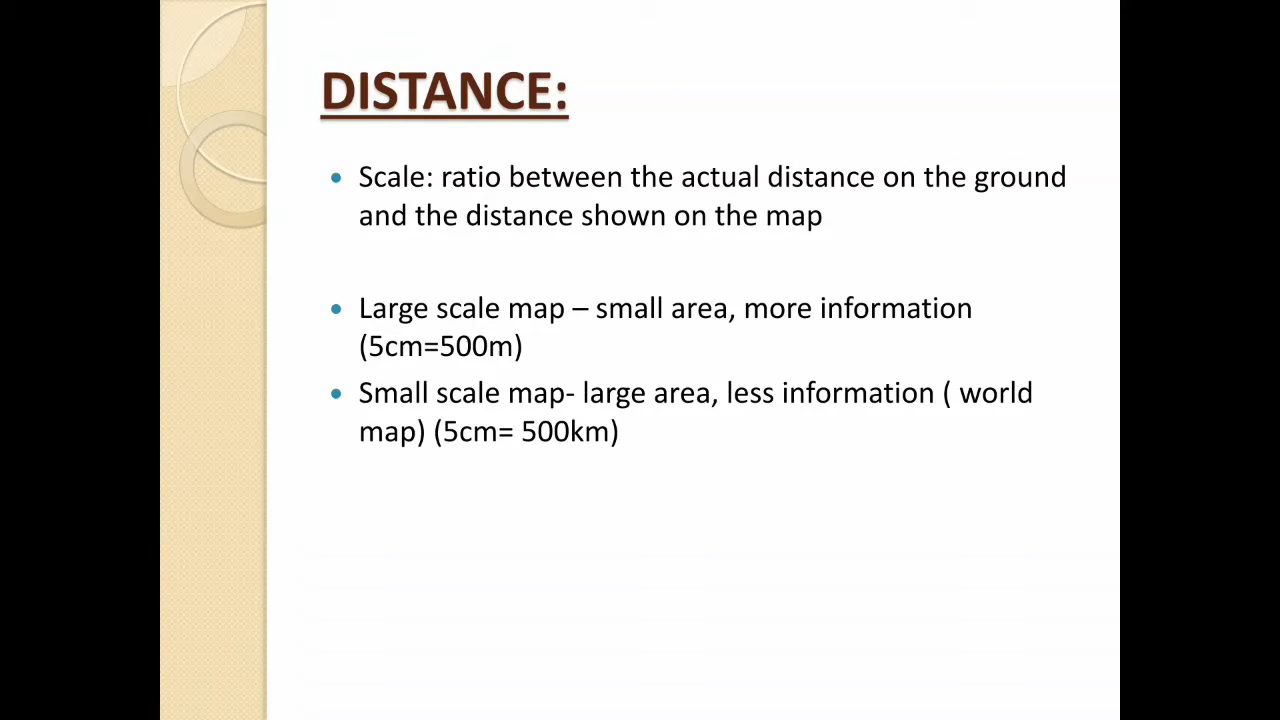 DISTANCE:
Scale: ratio between the actual distance on the ground
and the distance shown on the map
Large scale map – small area, more information
(5cm=500m)
Small scale map- large area, less information ( world
map) (5cm= 500km)